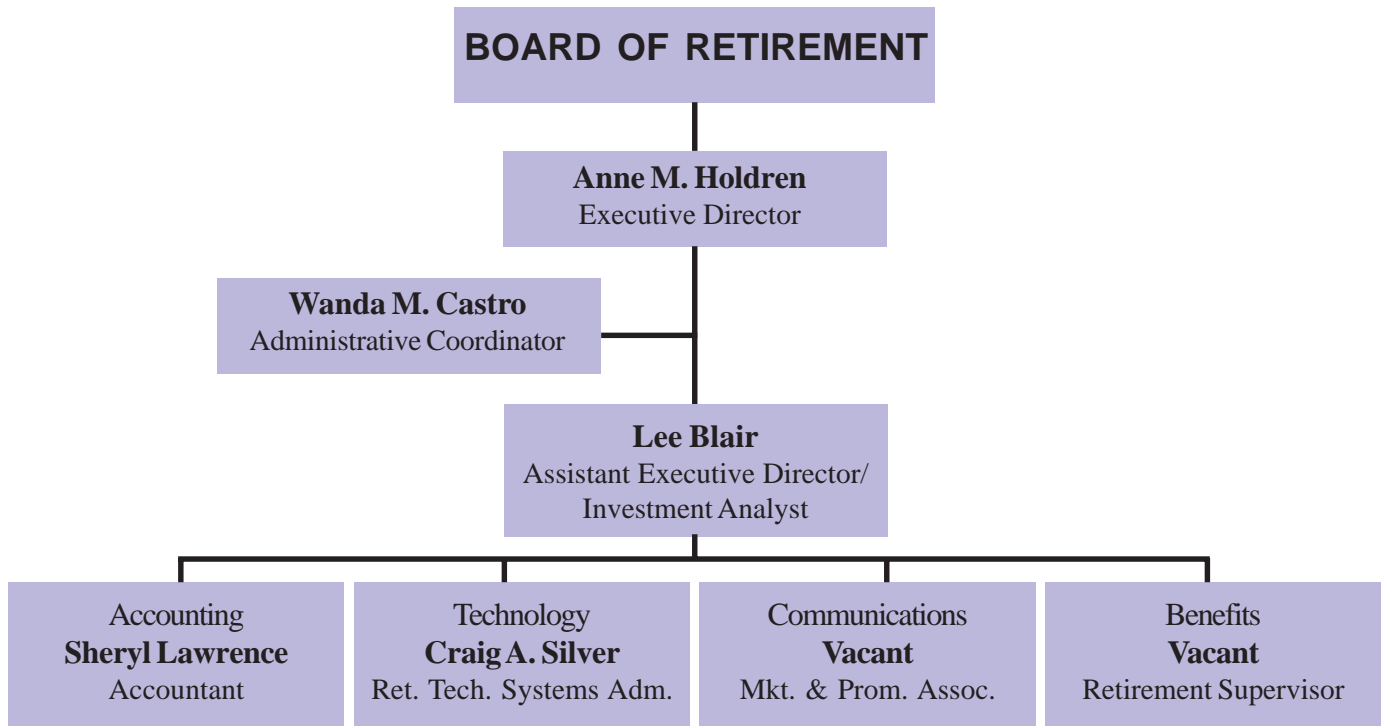 BOARD OF RETIREMENT
Anne M. Holdren
Executive Director
Wanda M. Castro
Administrative Coordinator
Lee Blair
Assistant Executive Director/
Investment Analyst
Accounting
Sheryl Lawrence
Accountant
Technology
Craig A. Silver
Ret. Tech. Systems Adm.
Communications
Vacant
Mkt. & Prom. Assoc.
Benefits
Vacant
Retirement Supervisor